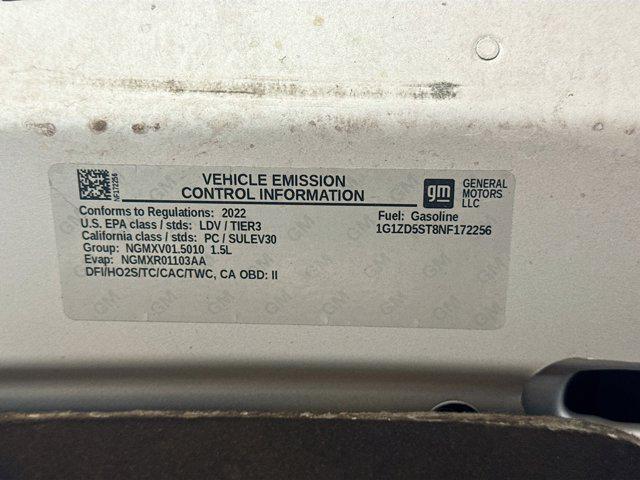 NF172256
VEHICLE EMISSION
CONTROL INFORMATION
gm
GENERAL
MOTORS
LLC
Conforms to Regulations: 2022
U.S. EPA class / stds: LDV / TIER3
California class / stds: PC / SULEV30
Group: NGMXV01.5010 1.5L
Evap: NGMXR01103AA
DFI/HO2S/TC/CAC/TWC, CA OBD: II
Fuel: Gasoline
1G1ZD5ST8NF172256